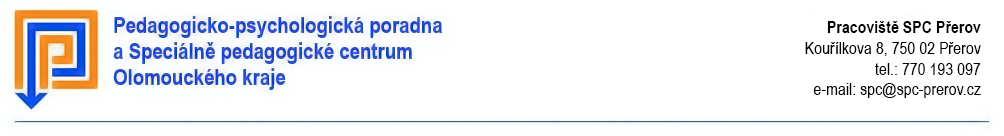 Pedagogicko-psychologická poradna
a Speciálně pedagogické centrum
Olomouckého kraje
Pracoviště SPC Přerov
Kouřílkova 8, 750 02 Přerov
tel.: 770 193 097
e-mail: spc@spc-prerov.cz